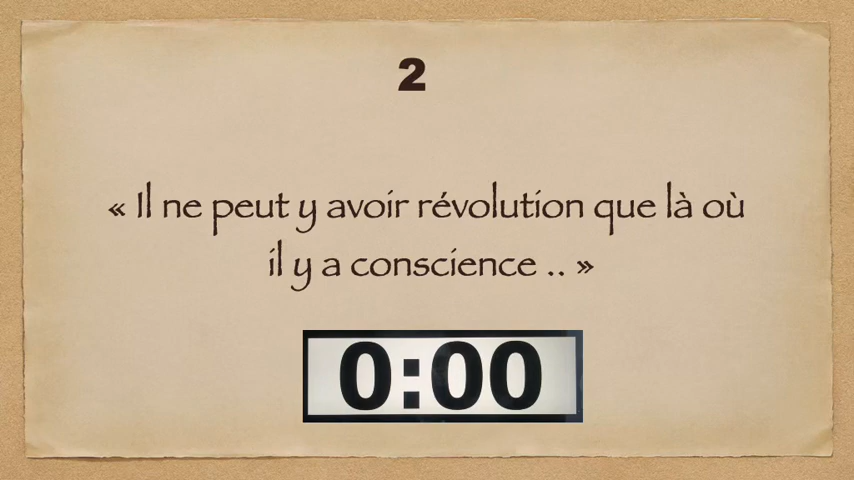 2
« Il ne peut y avoir révolution que là où
il y a conscience .. »
0:00